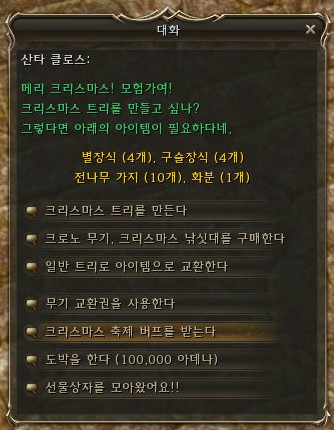 대화
산타 클로스:
메리 크리스마스! 모험가여!
크리스마스 트리를 만들고 싶나?
그렇다면 아래의 아이템이 필요하다네.
별장식 (4개), 구슬장식 (4개)
전나무 가지 (10개), 화분 (1개)
크리스마스 트리를 만든다
크로노 무기, 크리스마스 낚싯대를 구매한다
일반 트리로 아이템으로 교환한다
무기 교환권을 사용한다
크리스마스 축제 버프를 받는다
도박을 한다 (100,000 아데나)
선물상자를 모아왔어요!!